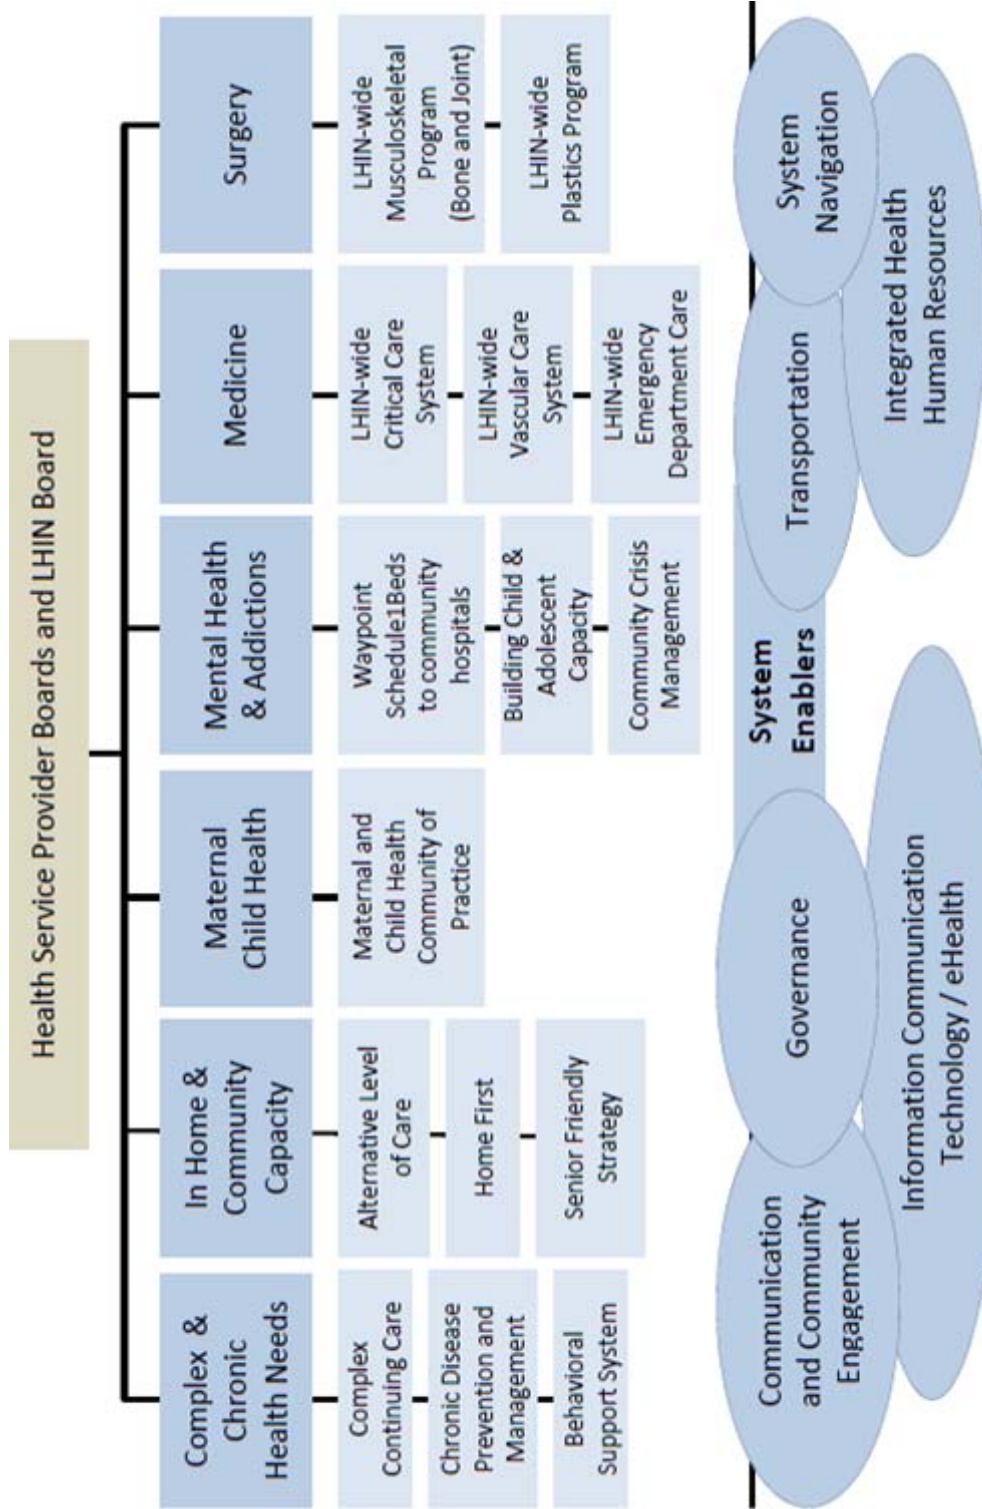 Health Service Provider Boards and LHIN Board
Complex &
Chronic
Health Needs
Complex
Continuing Care
Chronic Disease
Prevention and
Management
Behavioral
Support System
In Home &
Community
Capacity
Alternative Level
of Care
Home First
Senior Friendly
Strategy
Maternal
Child Health
Maternal and
Child Health
Community of
Practice
Mental Health
& Addictions
Waypoint
Schedule1Beds
to community
hospitals
Building Child &
Adolescent
Capacity
Community Crisis
Management
Medicine
LHIN-wide
Critical Care
System
LHIN-wide
Vascular Care
System
LHIN-wide
Emergency
Department Care
Surgery
LHIN-wide
Musculoskeletal
Program
(Bone and Joint)
LHIN-wide
Plastics Program
System
Enablers
Communication
and Community
Engagement
Governance
Information Communication
Technology / eHealth
Transportation
System
Navigation
Integrated Health
Human Resources